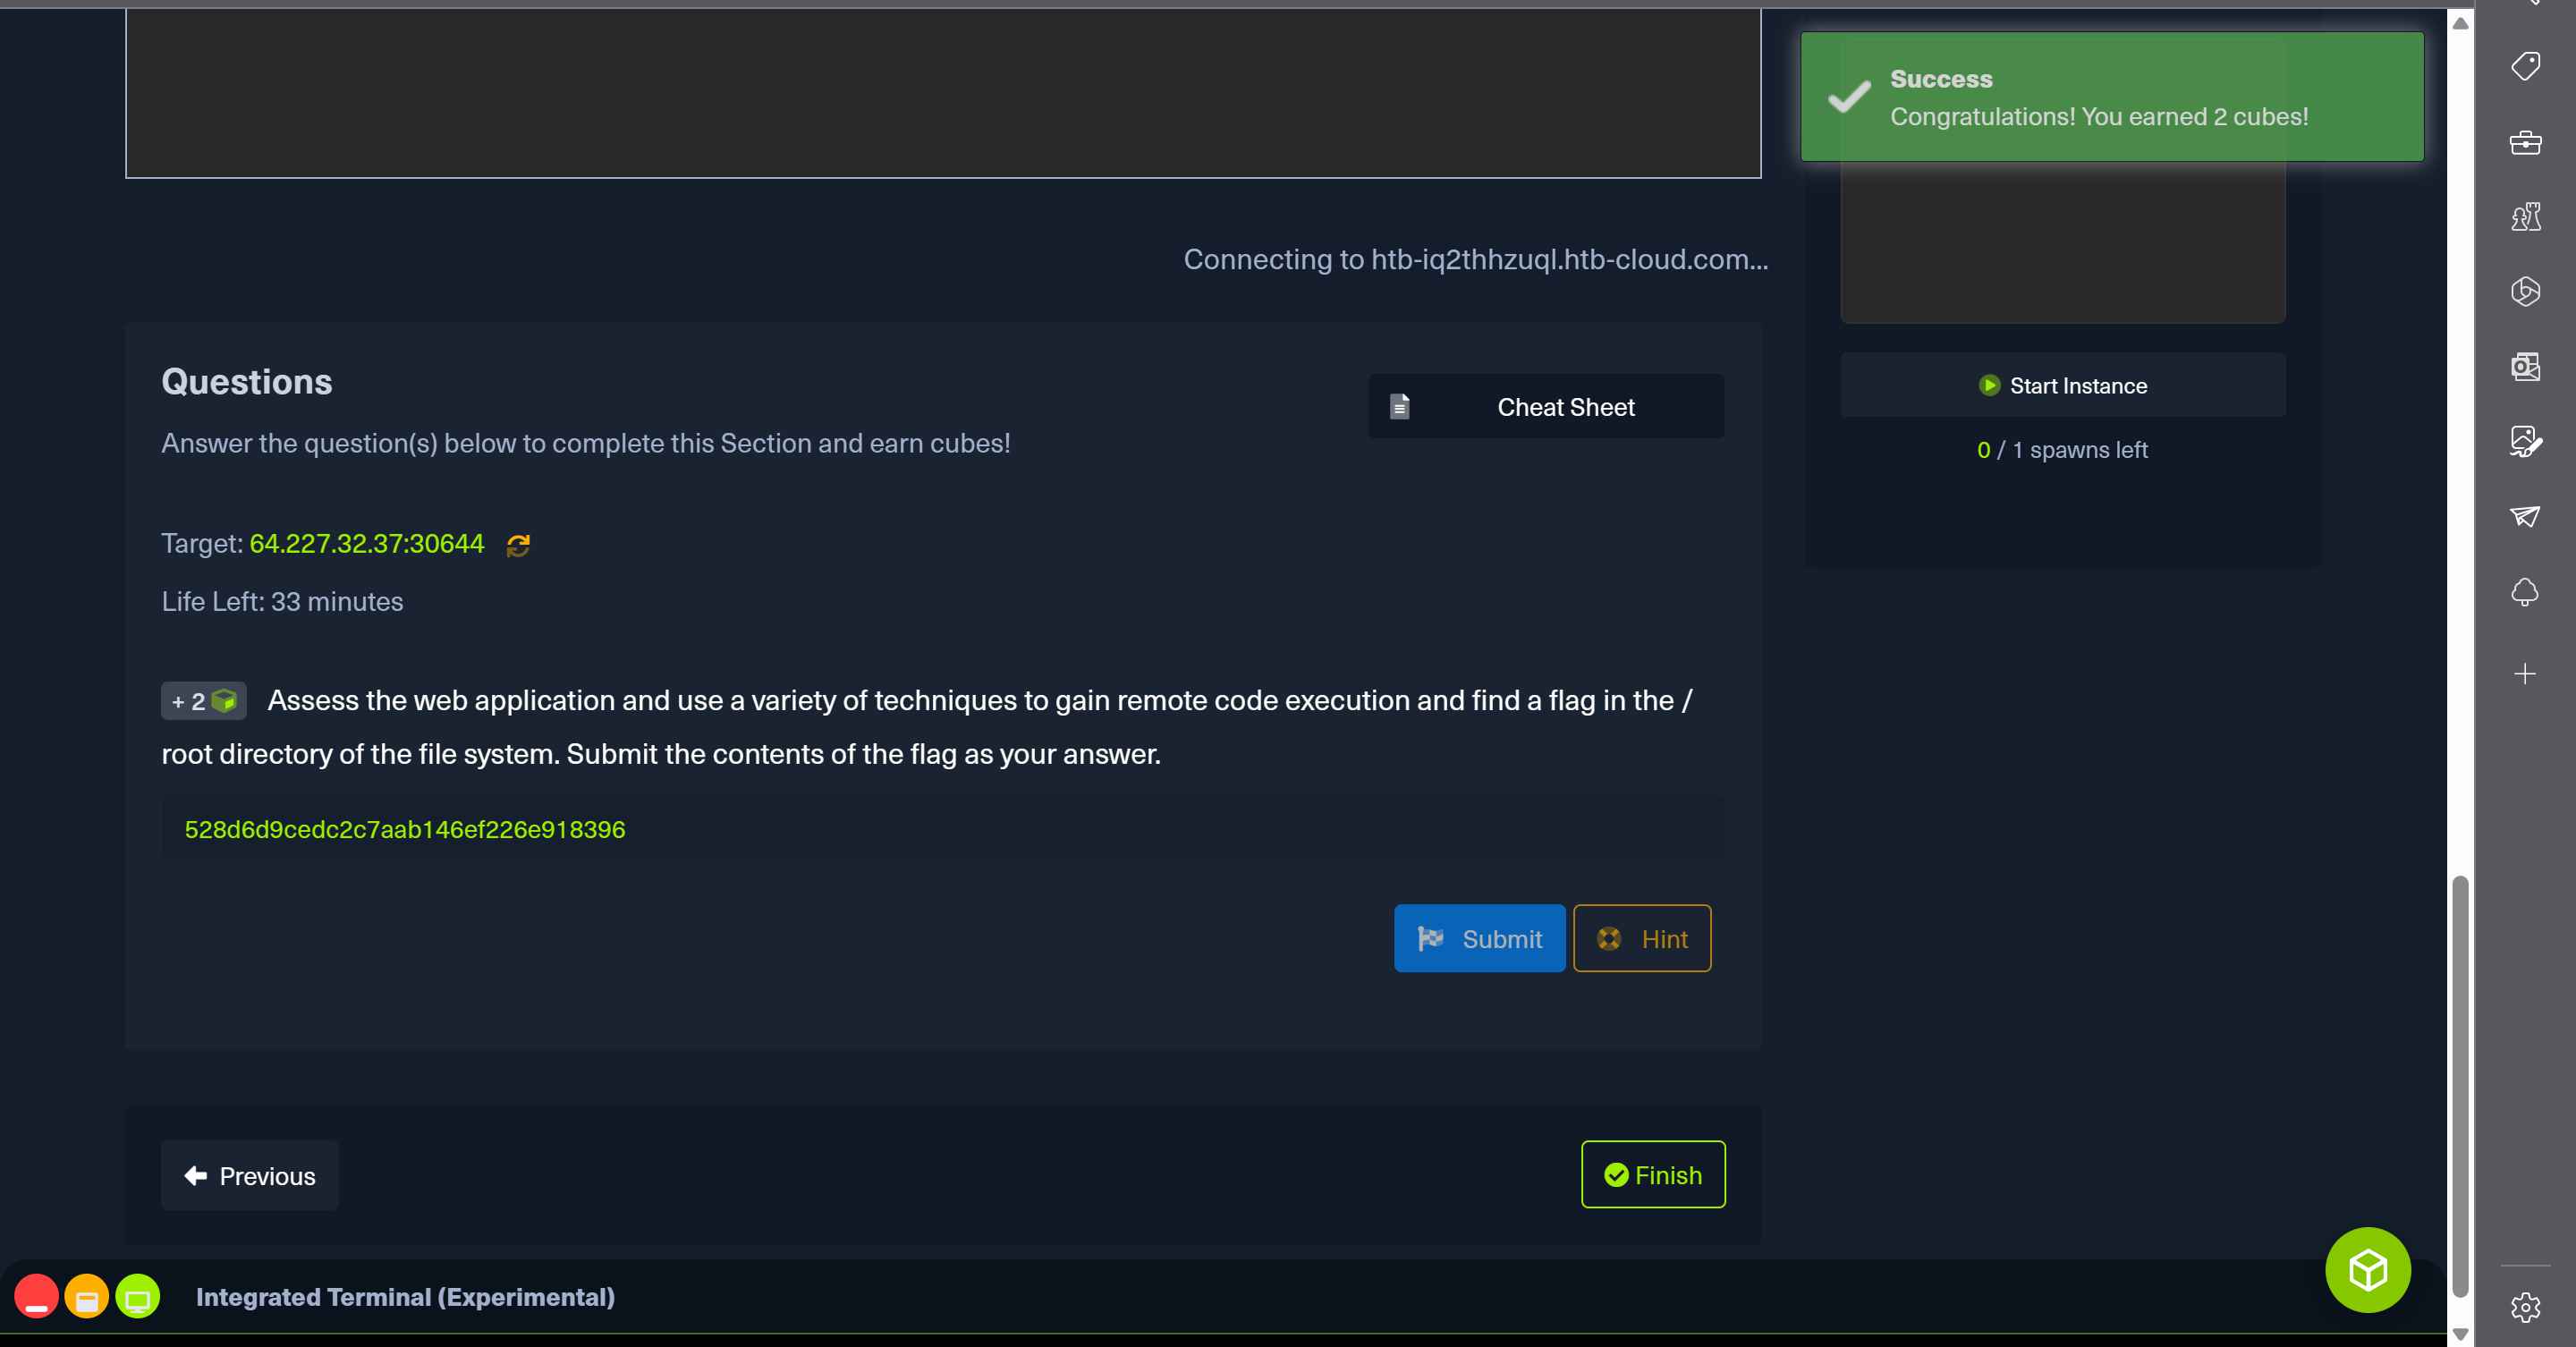 Success
Congratulations! You earned 2 cubes!
Connecting to htb-iq2thhzuql.htb-cloud.com...
Questions
Cheat Sheet
Answer the question(s) below to complete this Section and earn cubes!
Start Instance
0 / 1 spawns left
Target: 64.227.32.37:30644
Life Left: 33 minutes
+ 2 Assess the web application and use a variety of techniques to gain remote code execution and find a flag in the /
root directory of the file system. Submit the contents of the flag as your answer.
528d6d9cedc2c7aab146ef226e918396
Submit
Hint
Previous
Finish
Integrated Terminal (Experimental)